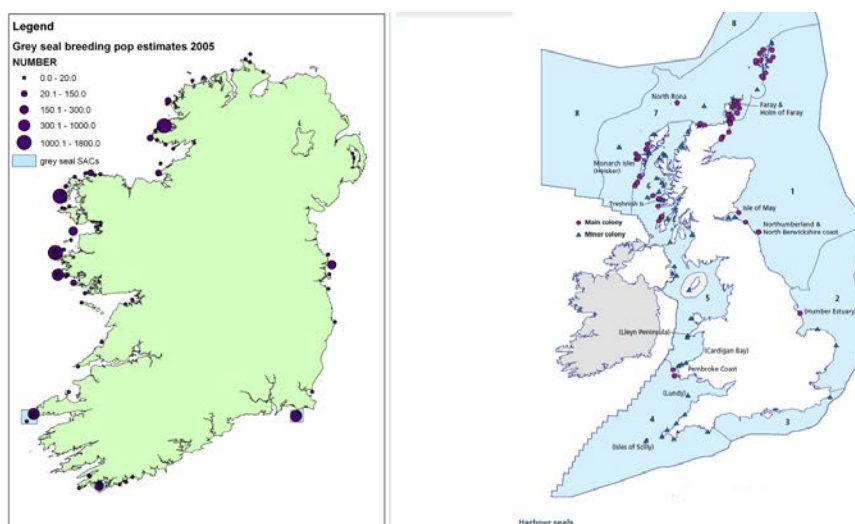 Legend
Grey seal breeding pop estimates 2005
NUMBER
0.0 - 20.0
20.1 - 150.0
150.1 - 300.0
300.1 - 1000.0
1000.1 - 1800.0
grey seal SACs
8
North Rona
7
Faray &
Holm of Faray
8
Monarch Isles
(Heisker)
6
1
Treshnish Is
Isle of May
Main colony
Minor colony
Northumberland &
North Berwickshire coast
2
5
(Humber Estuary)
(Lleyn Peninsula)
(Cardigan Bay)
Pembroke Coast
(Lundy)
4
3
(Isles of Scilly)
Harbour seals